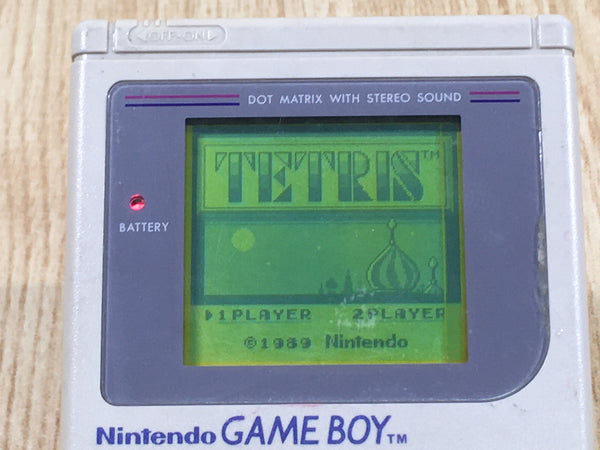 OFF•ON
DOT MATRIX WITH STEREO SOUND
TETRIS™
BATTERY
▶1PLAYER 2PLAYER
©1989 Nintendo
Nintendo GAME BOY™